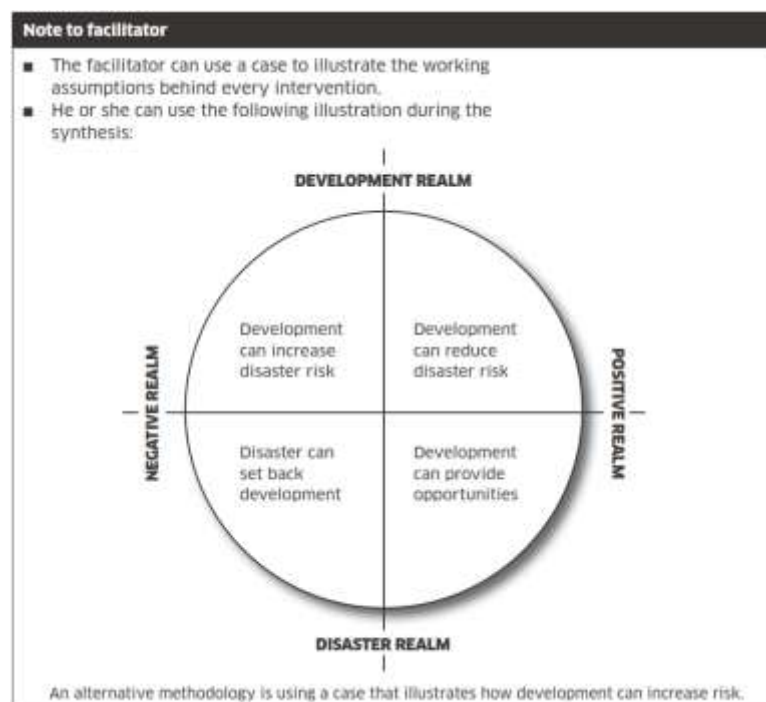 Note to facilitator
■ The facilitator can use a case to illustrate the working
assumptions behind every intervention.
■ He or she can use the following illustration during the
synthesis:
DEVELOPMENT REALM
NEGATIVE REALM
Development
can increase
disaster risk
Development
can reduce
disaster risk
POSITIVE REALM
Disaster can
set back
development
Development
can provide
opportunities
DISASTER REALM
An alternative methodology is using a case that illustrates how development can increase risk.